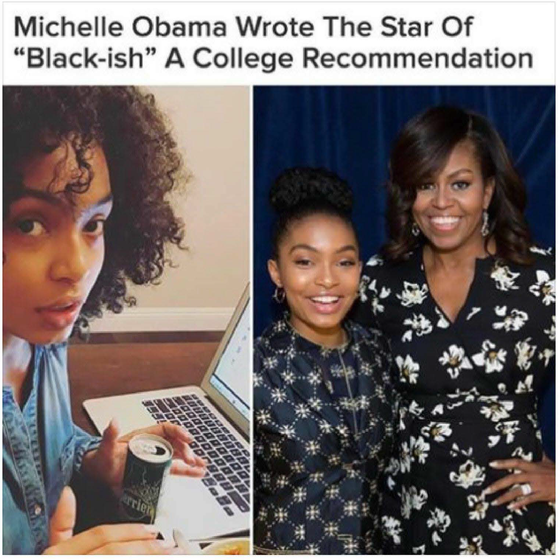 Michelle Obama Wrote The Star Of
“Black-ish” A College Recommendation